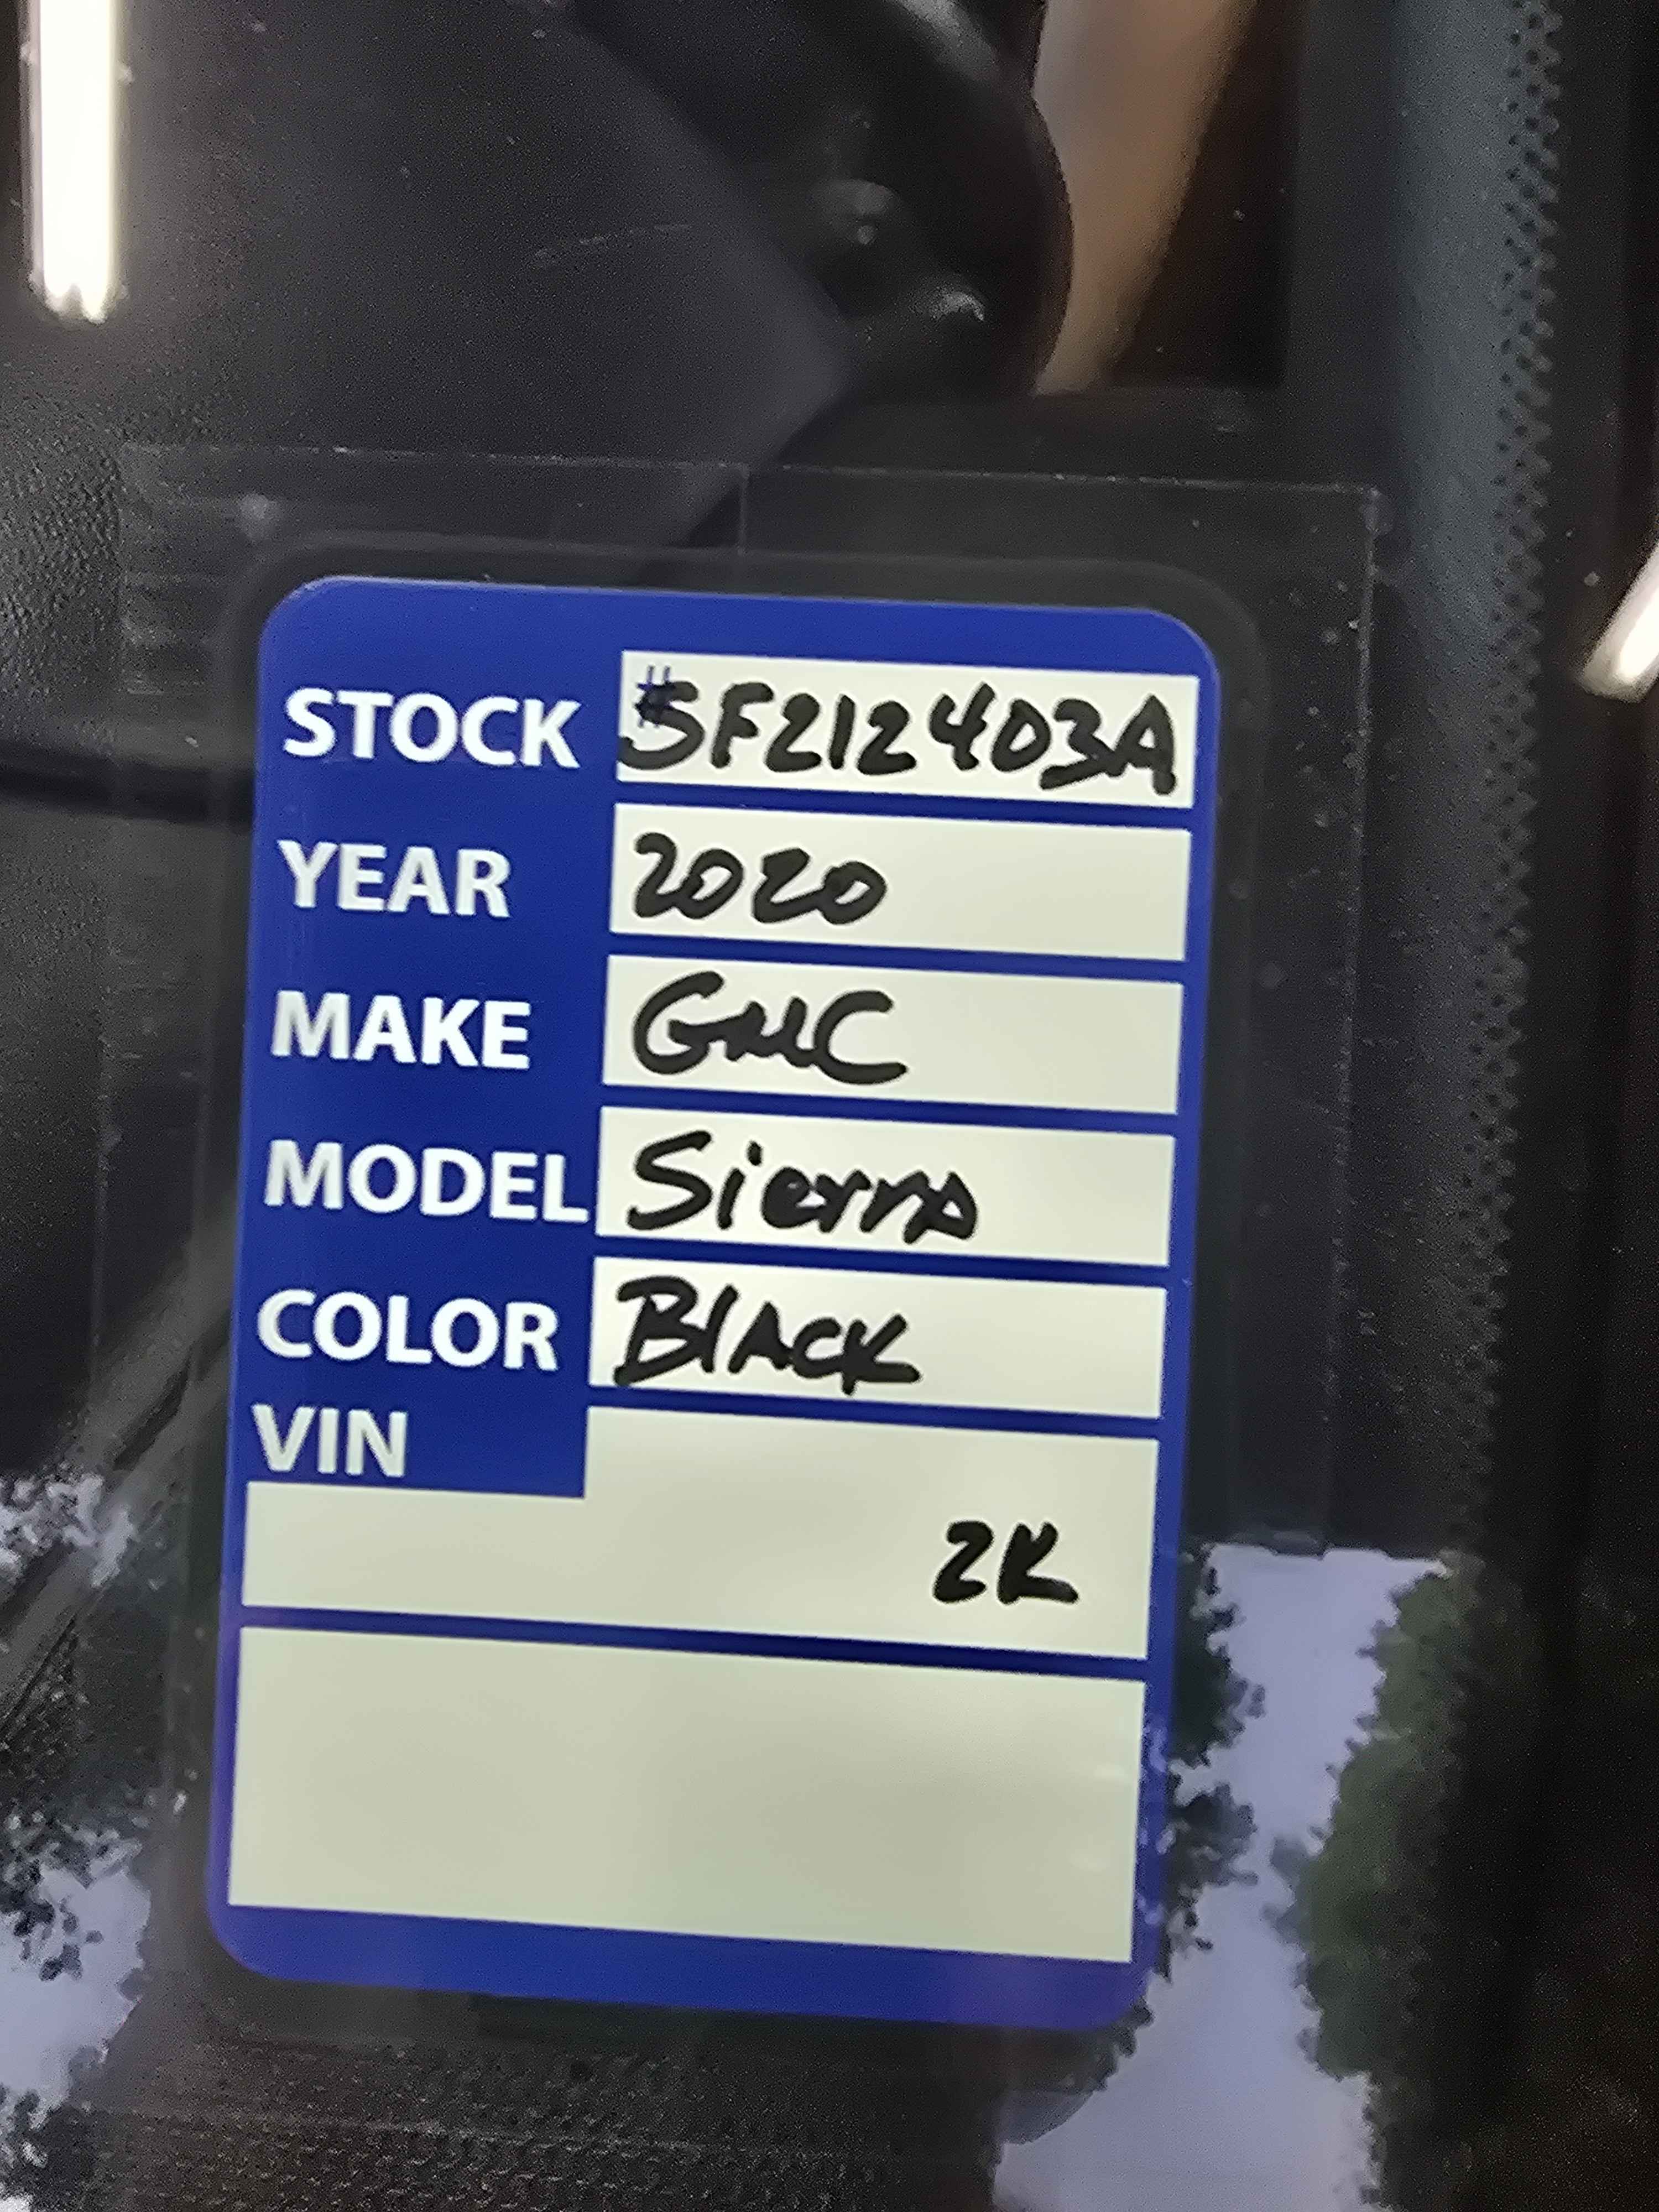 STOCK #SF212403A
YEAR 2020
MAKE GMC
MODEL Sierra
COLOR BlACK
VIN
2K